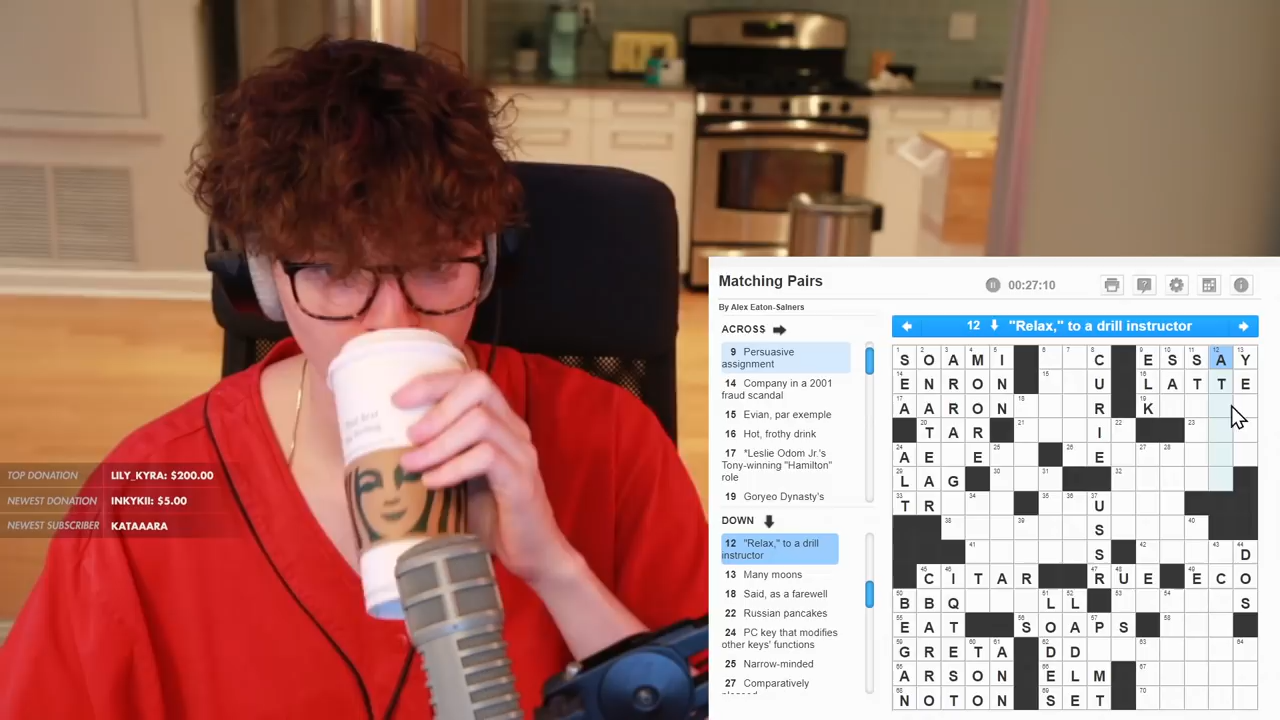 TOP DONATION LILY_KYRA: $200.00
NEWEST DONATION INKYKII: $5.00
NEWEST SUBSCRIBER KATAAARA
Matching Pairs
00:27:10
By Alex Eaton-Salners
ACROSS
9 Persuasive
assignment
14 Company in a 2001
fraud scandal
15 Evian, par exemple
16 Hot, frothy drink
17 *Leslie Odom Jr.'s
Tony-winning "Hamilton"
role
19 Goryeo Dynasty's
DOWN
12 "Relax," to a drill
instructor
13 Many moons
18 Said, as a farewell
22 Russian pancakes
24 PC key that modifies
other keys' functions
25 Narrow-minded
27 Comparatively
12 "Relax," to a drill instructor
S O A M I C E S S A Y
E N R O N U L A T T E
A A R O N R K
T A R I
A E R E
L A G
T R U
S
S D
C I T A R R U E E C O
B B Q L L S
E A T S O A P S
G R E T A D D
A R S O N E L M
N O T O N S E T